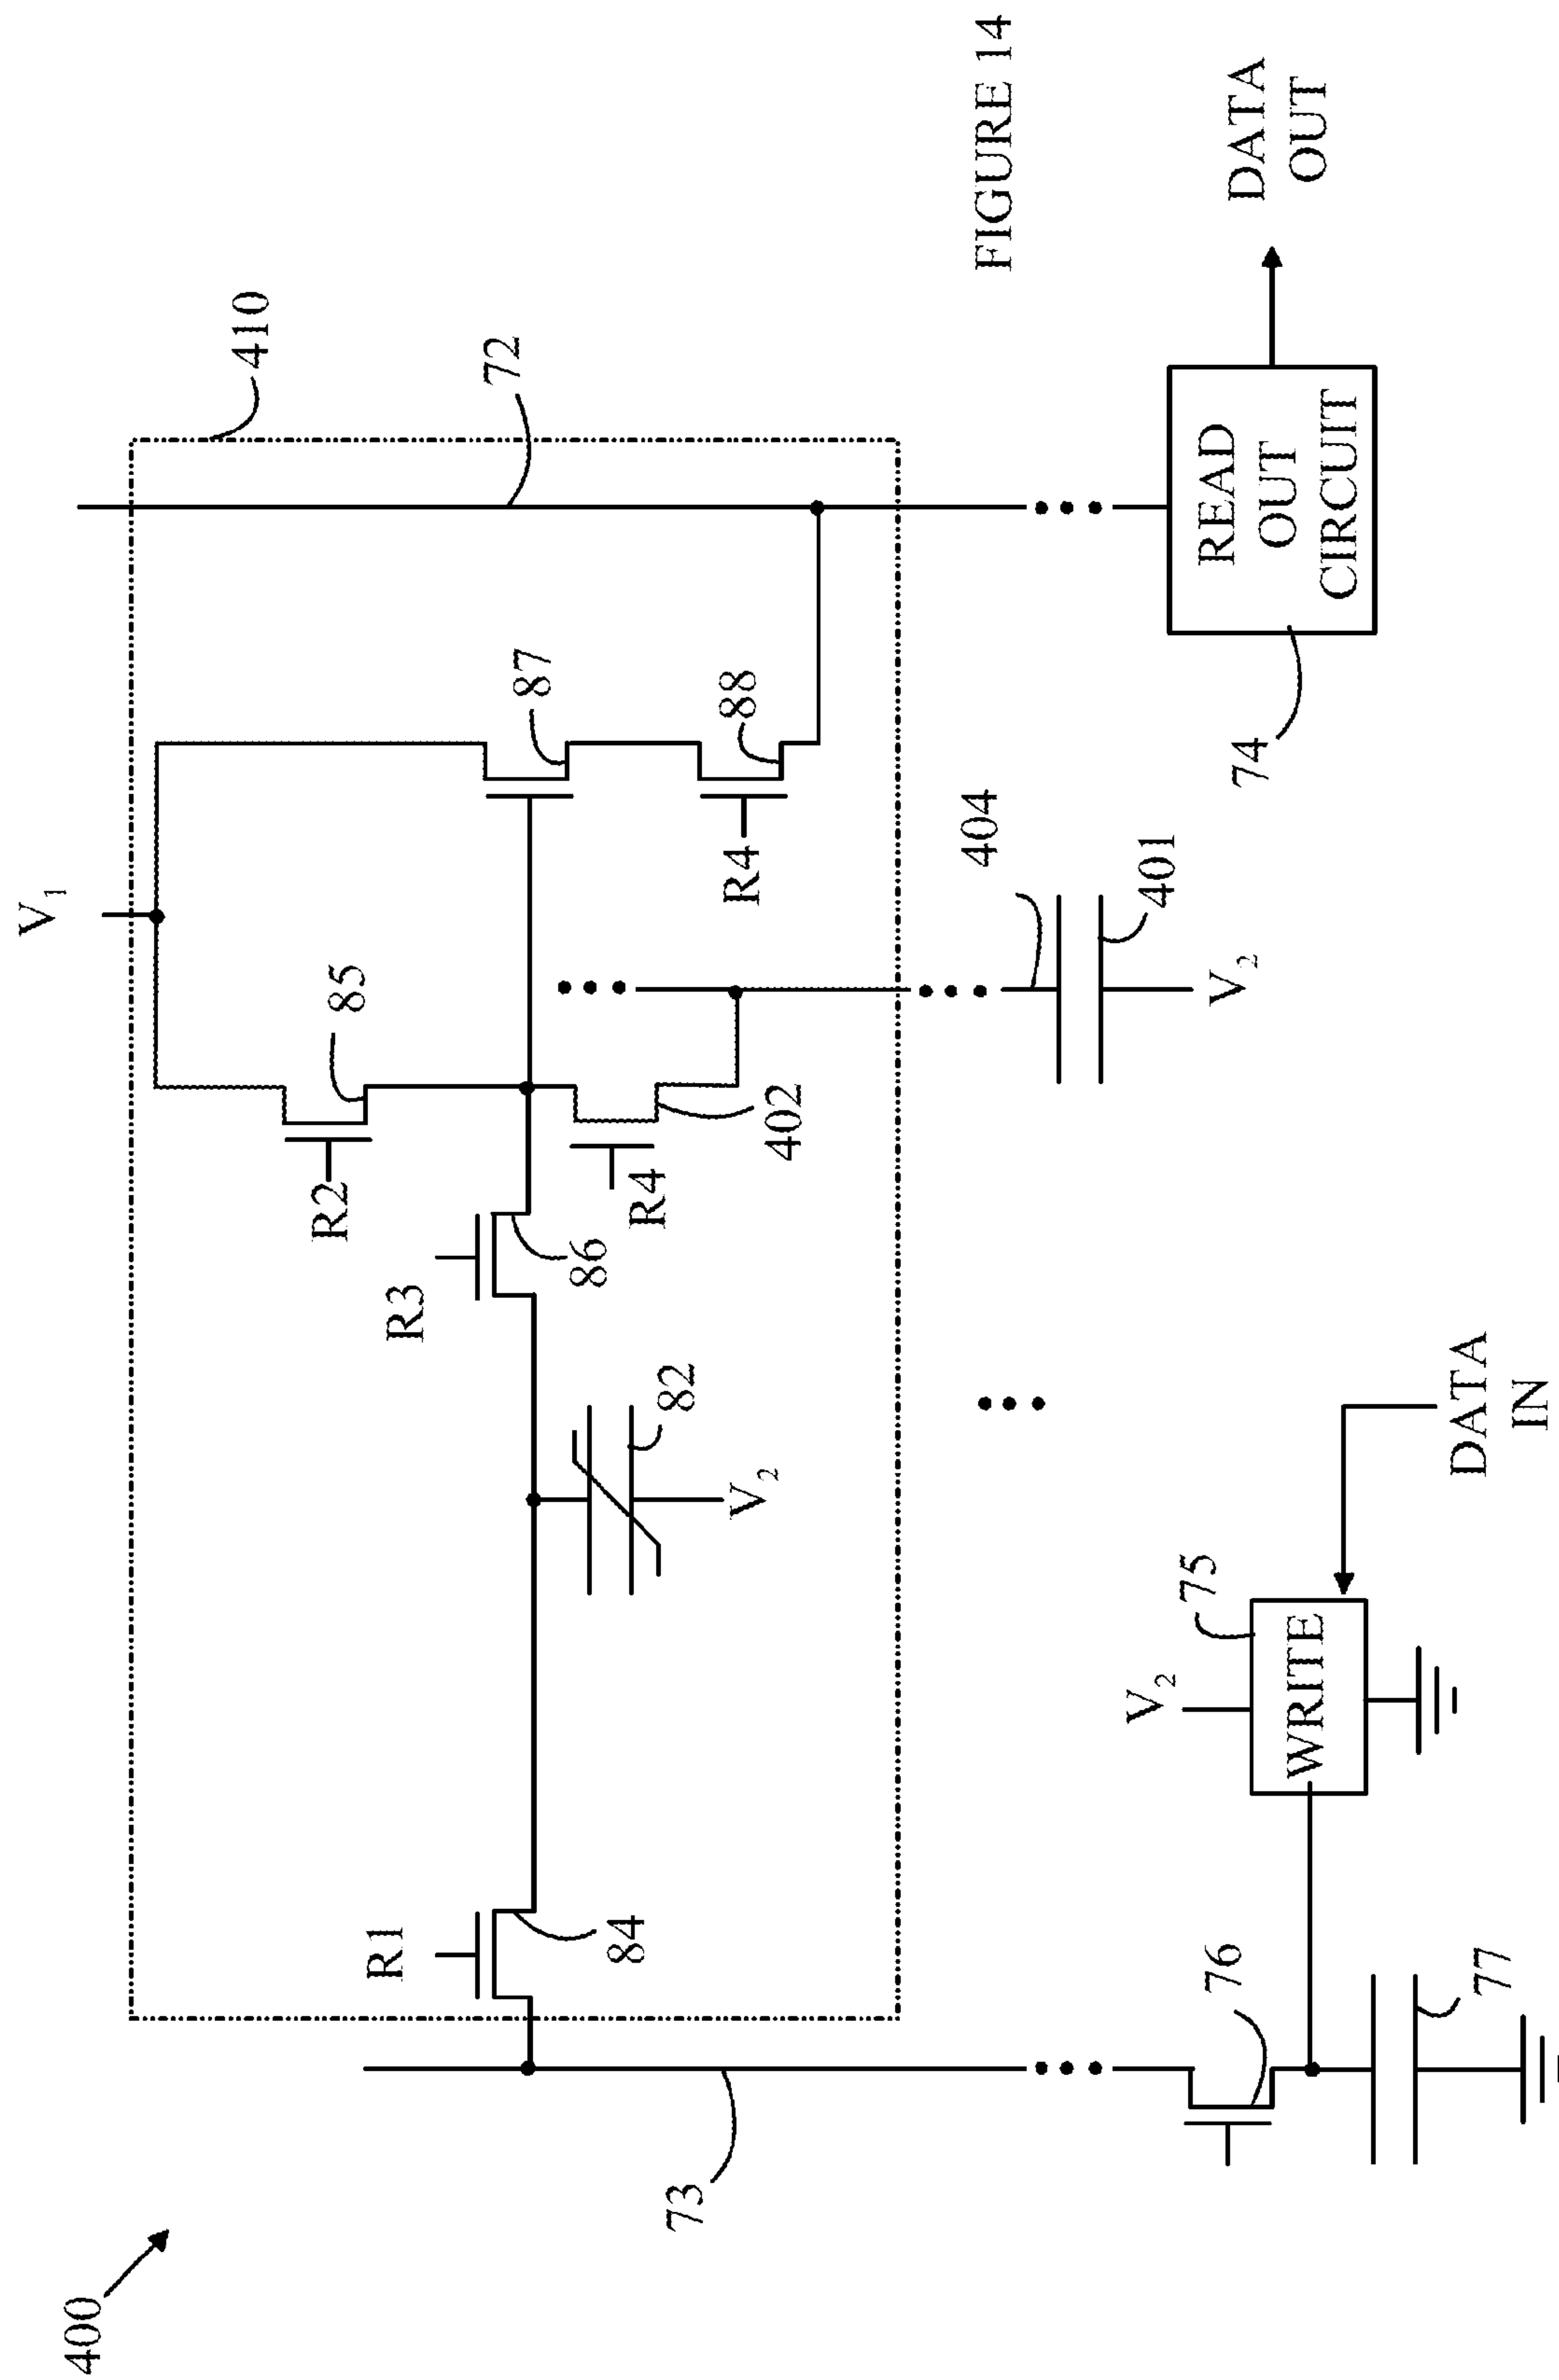 400
V1
410
R2
85
72
R1
R3
87
84
82
86
R4
402
R4
88
V2
73
404
401
V2
FIGURE 14
76
77
V2
75
WRITE
DATA
IN
74
READ
OUT
CIRCUIT
DATA
OUT